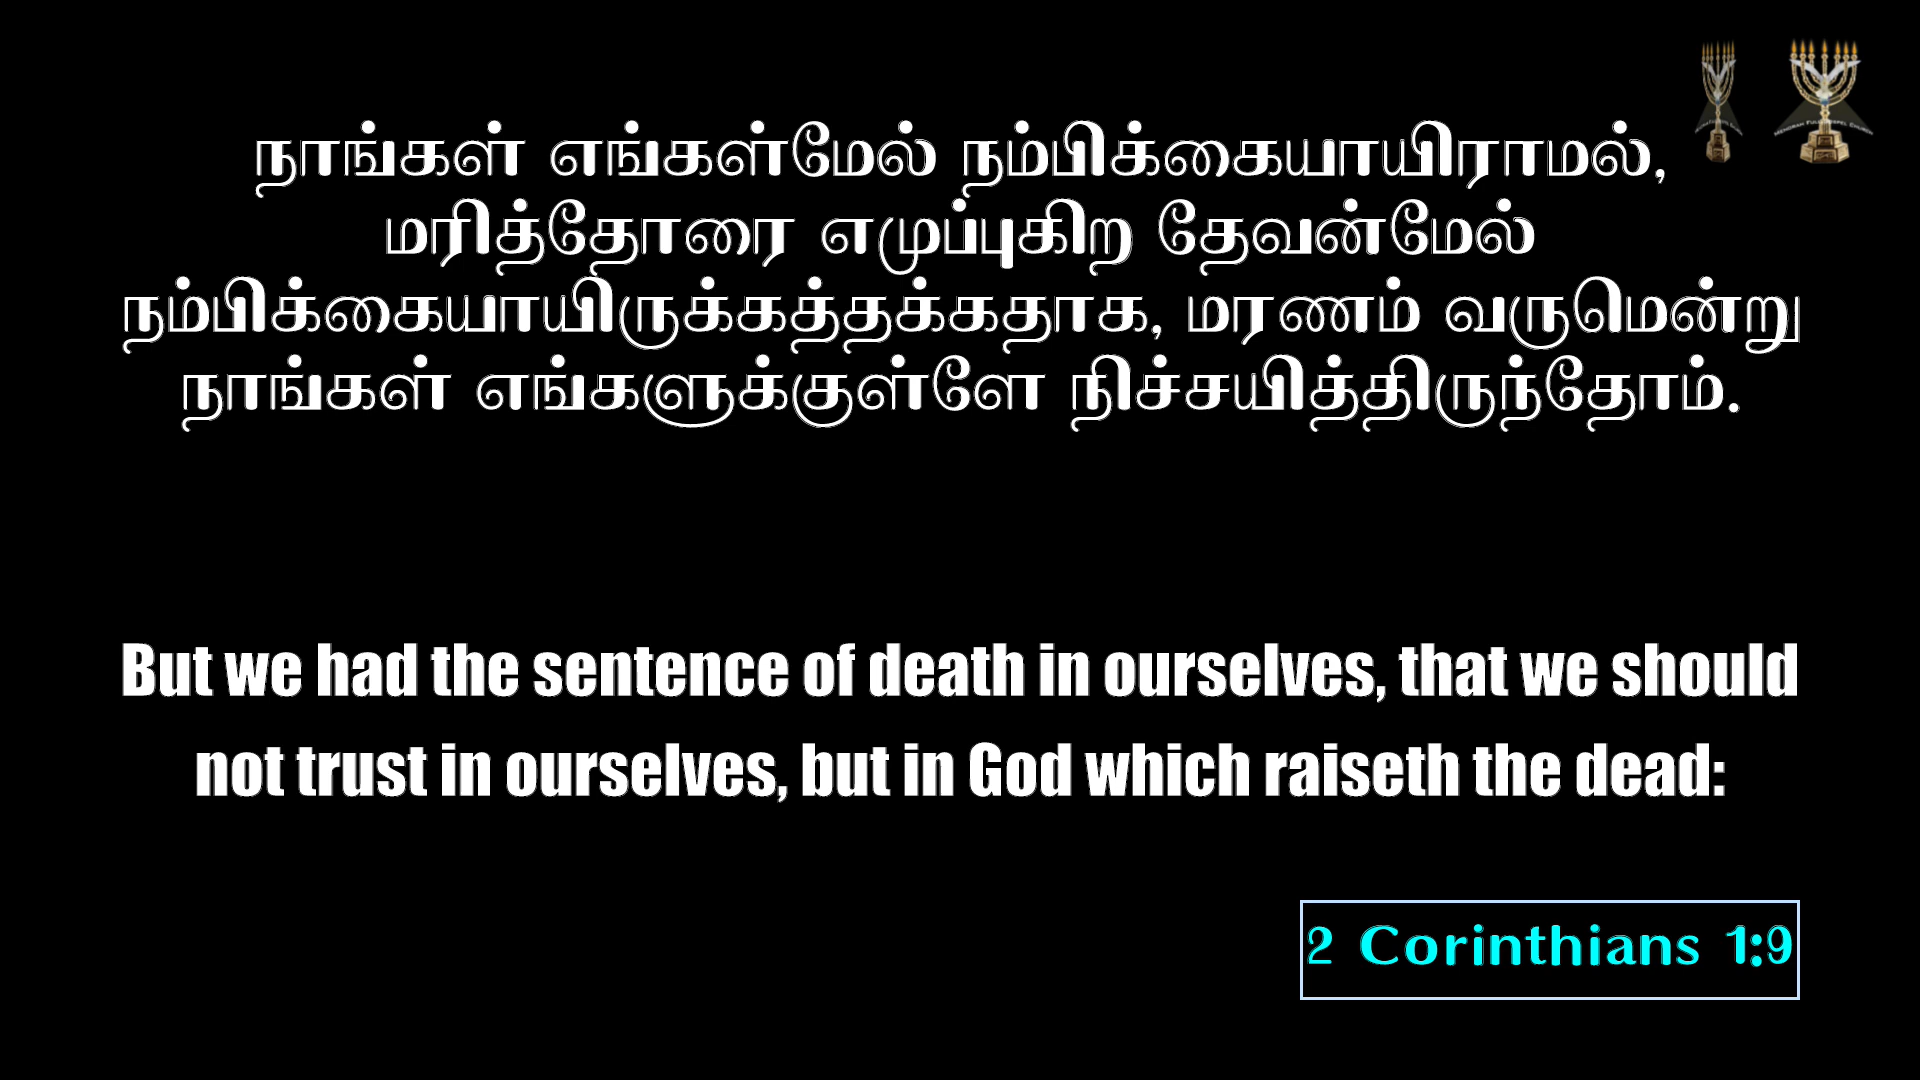 நாங்கள் எங்கள்மேல் நம்பிக்கையாயிராமல்,
மரித்தோரை எழுப்புகிற தேவன்மேல்
நம்பிக்கையாயிருக்கத்தக்கதாக, மரணம் வருமென்று
நாங்கள் எங்களுக்குள்ளே நிச்சயித்திருந்தோம்.
But we had the sentence of death in ourselves, that we should
not trust in ourselves, but in God which raiseth the dead:
2 Corinthians 1:9